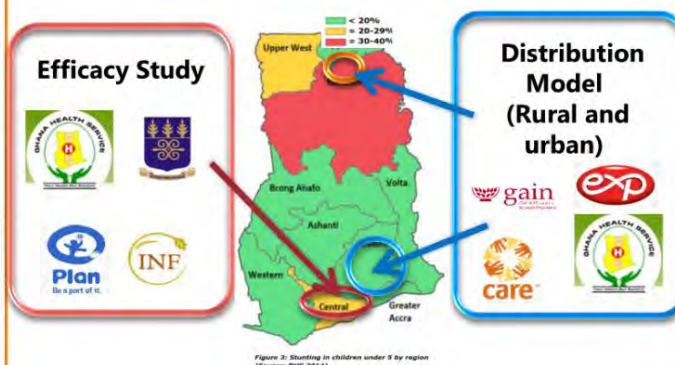 Efficacy Study
GHANA HEALTH SERVICE
Plan
Be a part of it.
INF
< 20%
= 20-29%
= 30-40%
Upper West
Brong Ahafo
Volta
Ashanti
Western
Central
Greater
Accra
Figure 3: Stunting in children under 5 by region
Distribution
Model
(Rural and
urban)
gain
exp
care
GHANA HEALTH SERVICE